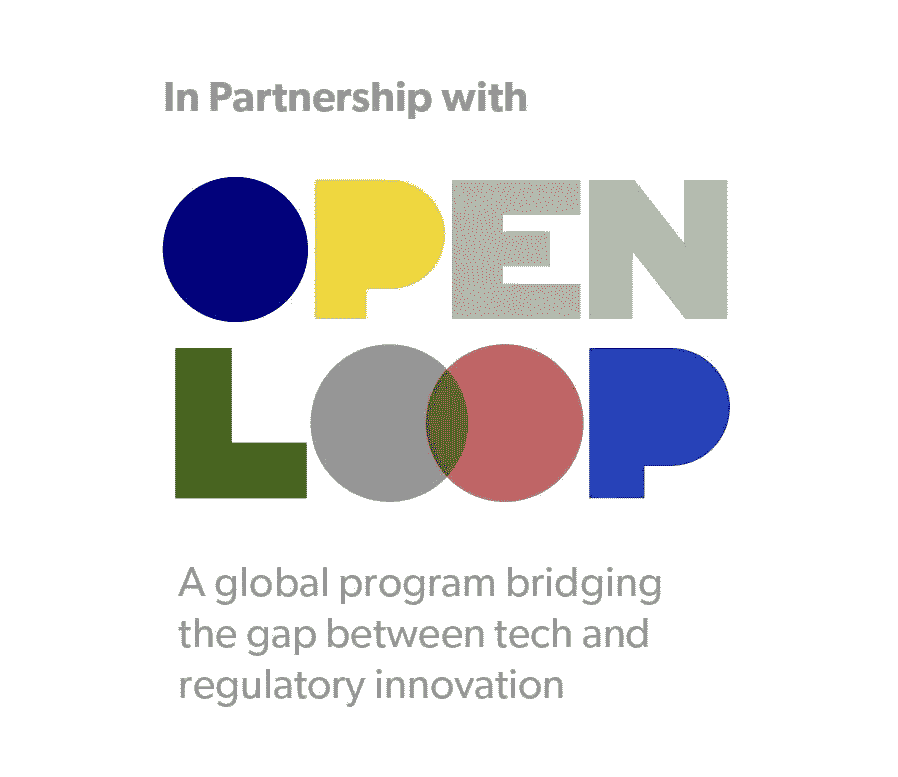 In Partnership with
OPEN
LOOP
A global program bridging
the gap between tech and
regulatory innovation